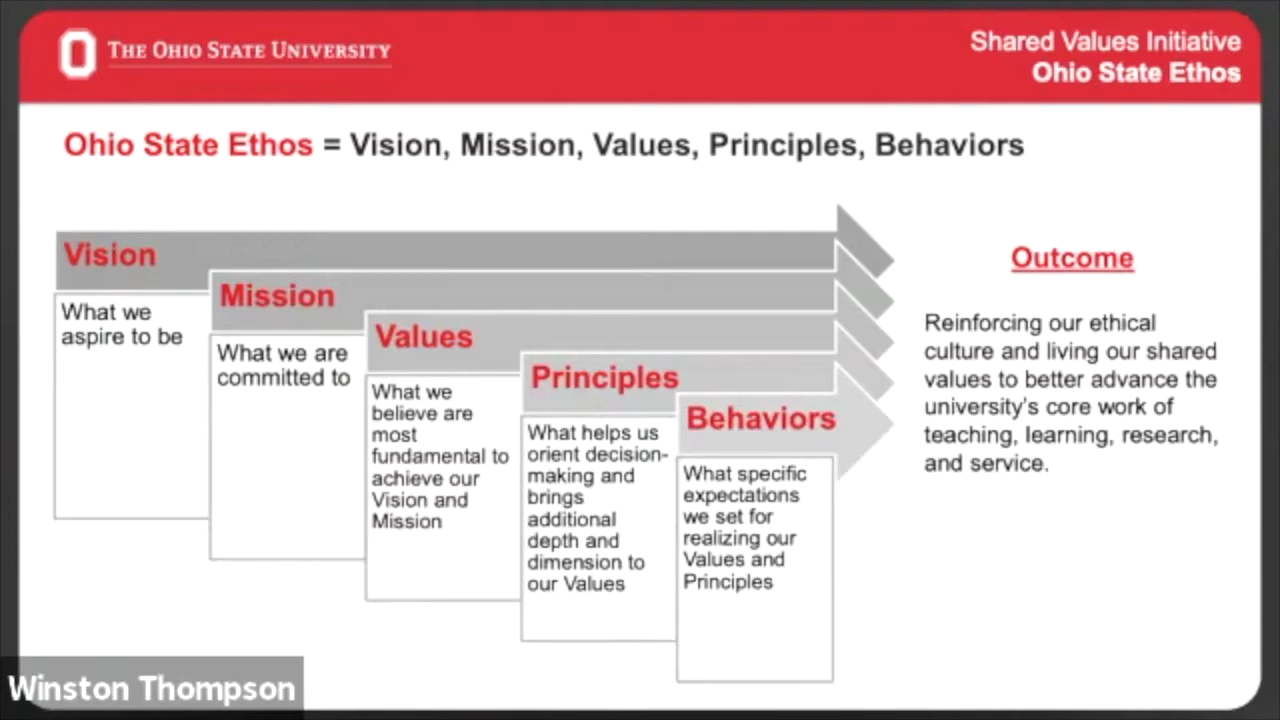 THE OHIO STATE UNIVERSITY
Shared Values Initiative
Ohio State Ethos
Ohio State Ethos = Vision, Mission, Values, Principles, Behaviors
Vision
What we
aspire to be
Mission
What we are
committed to
Values
What we
believe are
most
fundamental to
achieve our
Vision and
Mission
Principles
What helps us
orient decision-
making and
brings
additional
depth and
dimension to
our Values
Behaviors
What specific
expectations
we set for
realizing our
Values and
Principles
Outcome
Reinforcing our ethical
culture and living our shared
values to better advance the
university's core work of
teaching, learning, research,
and service.
Winston Thompson